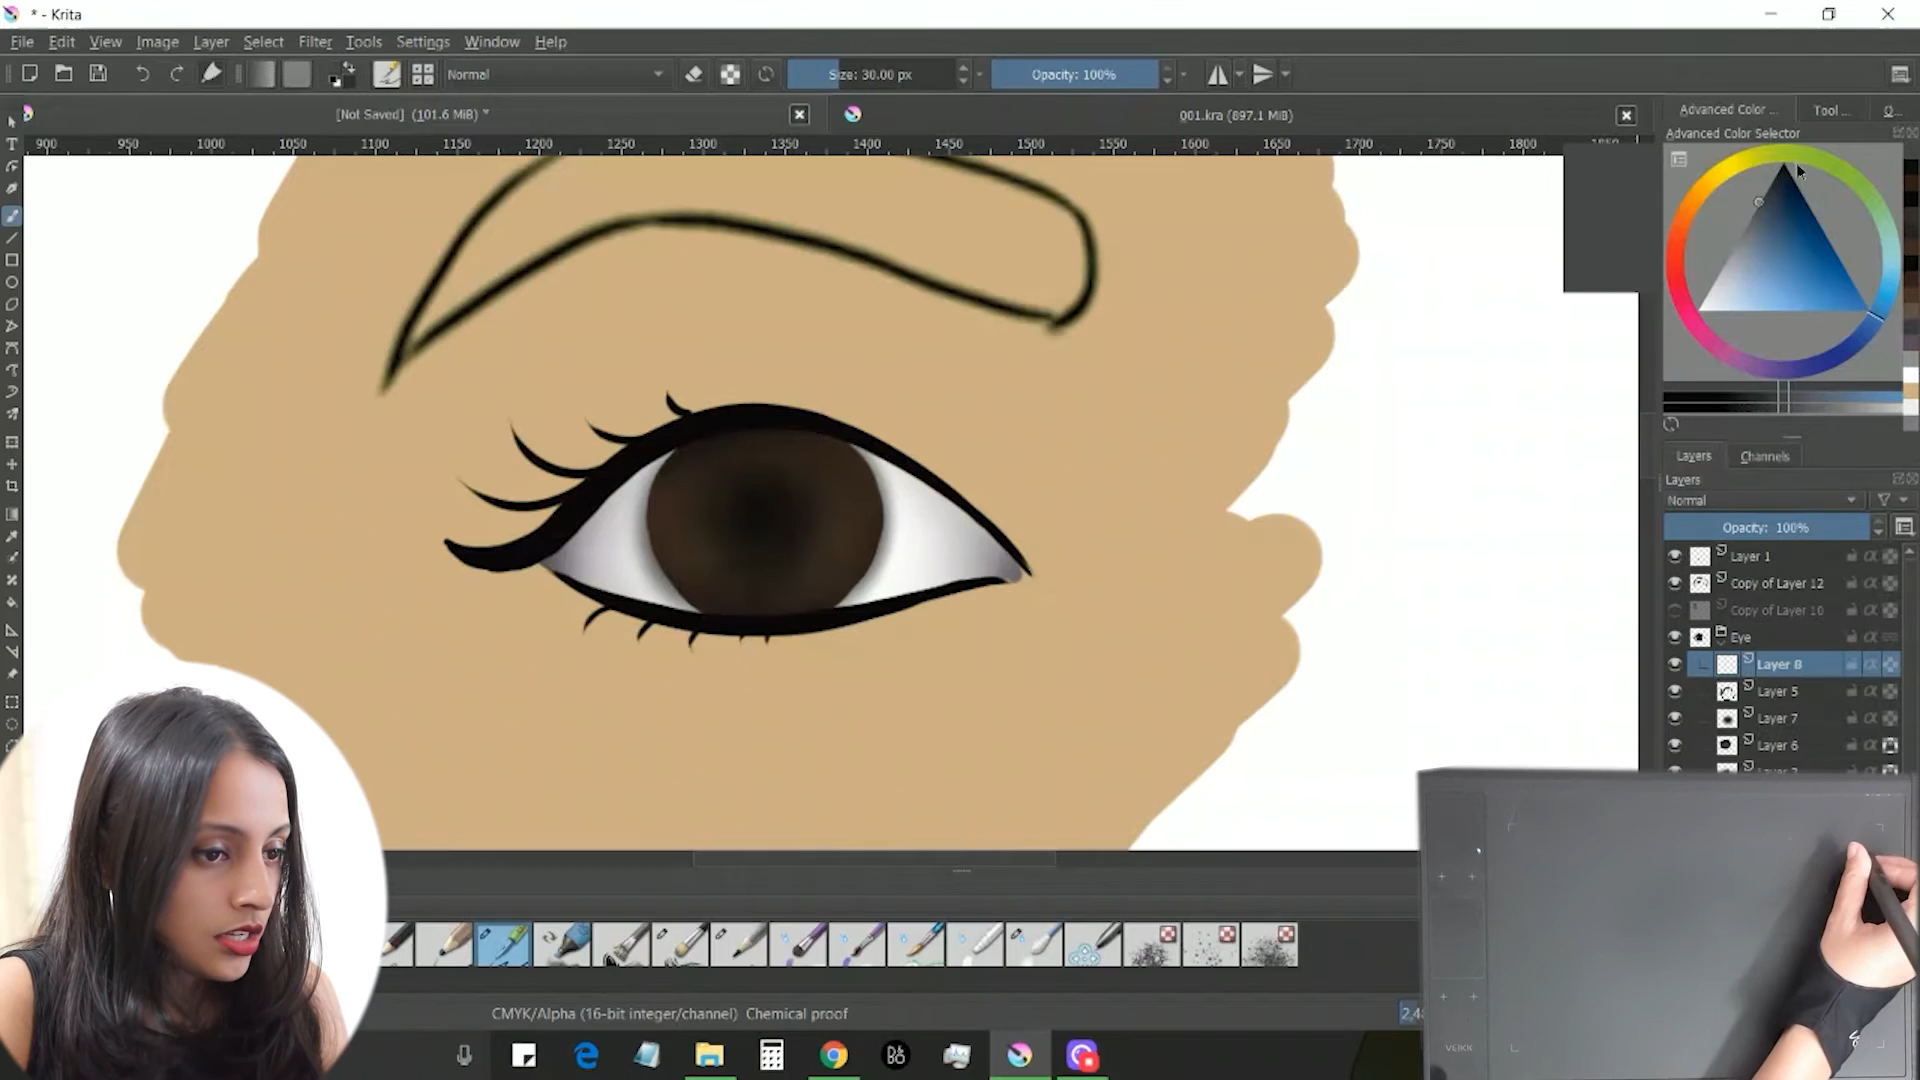 * - Krita
File Edit View Image Layer Select Filter Tools Settings Window Help
Normal Size: 30.00 px Opacity: 100%
[Not Saved] (101.6 MiB) * 001.kra (897.1 MiB)
Advanced Color ... Tool ... O...
Advanced Color Selector
900 950 1000 1050 1100 1150 1200 1250 1300 1350 1400 1450 1500 1550 1600 1650 1700 1750 1800
Layers Channels
Layers
Normal
Opacity: 100%
Layer 1
Copy of Layer 12
Copy of Layer 10
Eye
Layer 8
Layer 5
Layer 7
Layer 6
CMYK/Alpha (16-bit integer/channel) Chemical proof
VEIKK